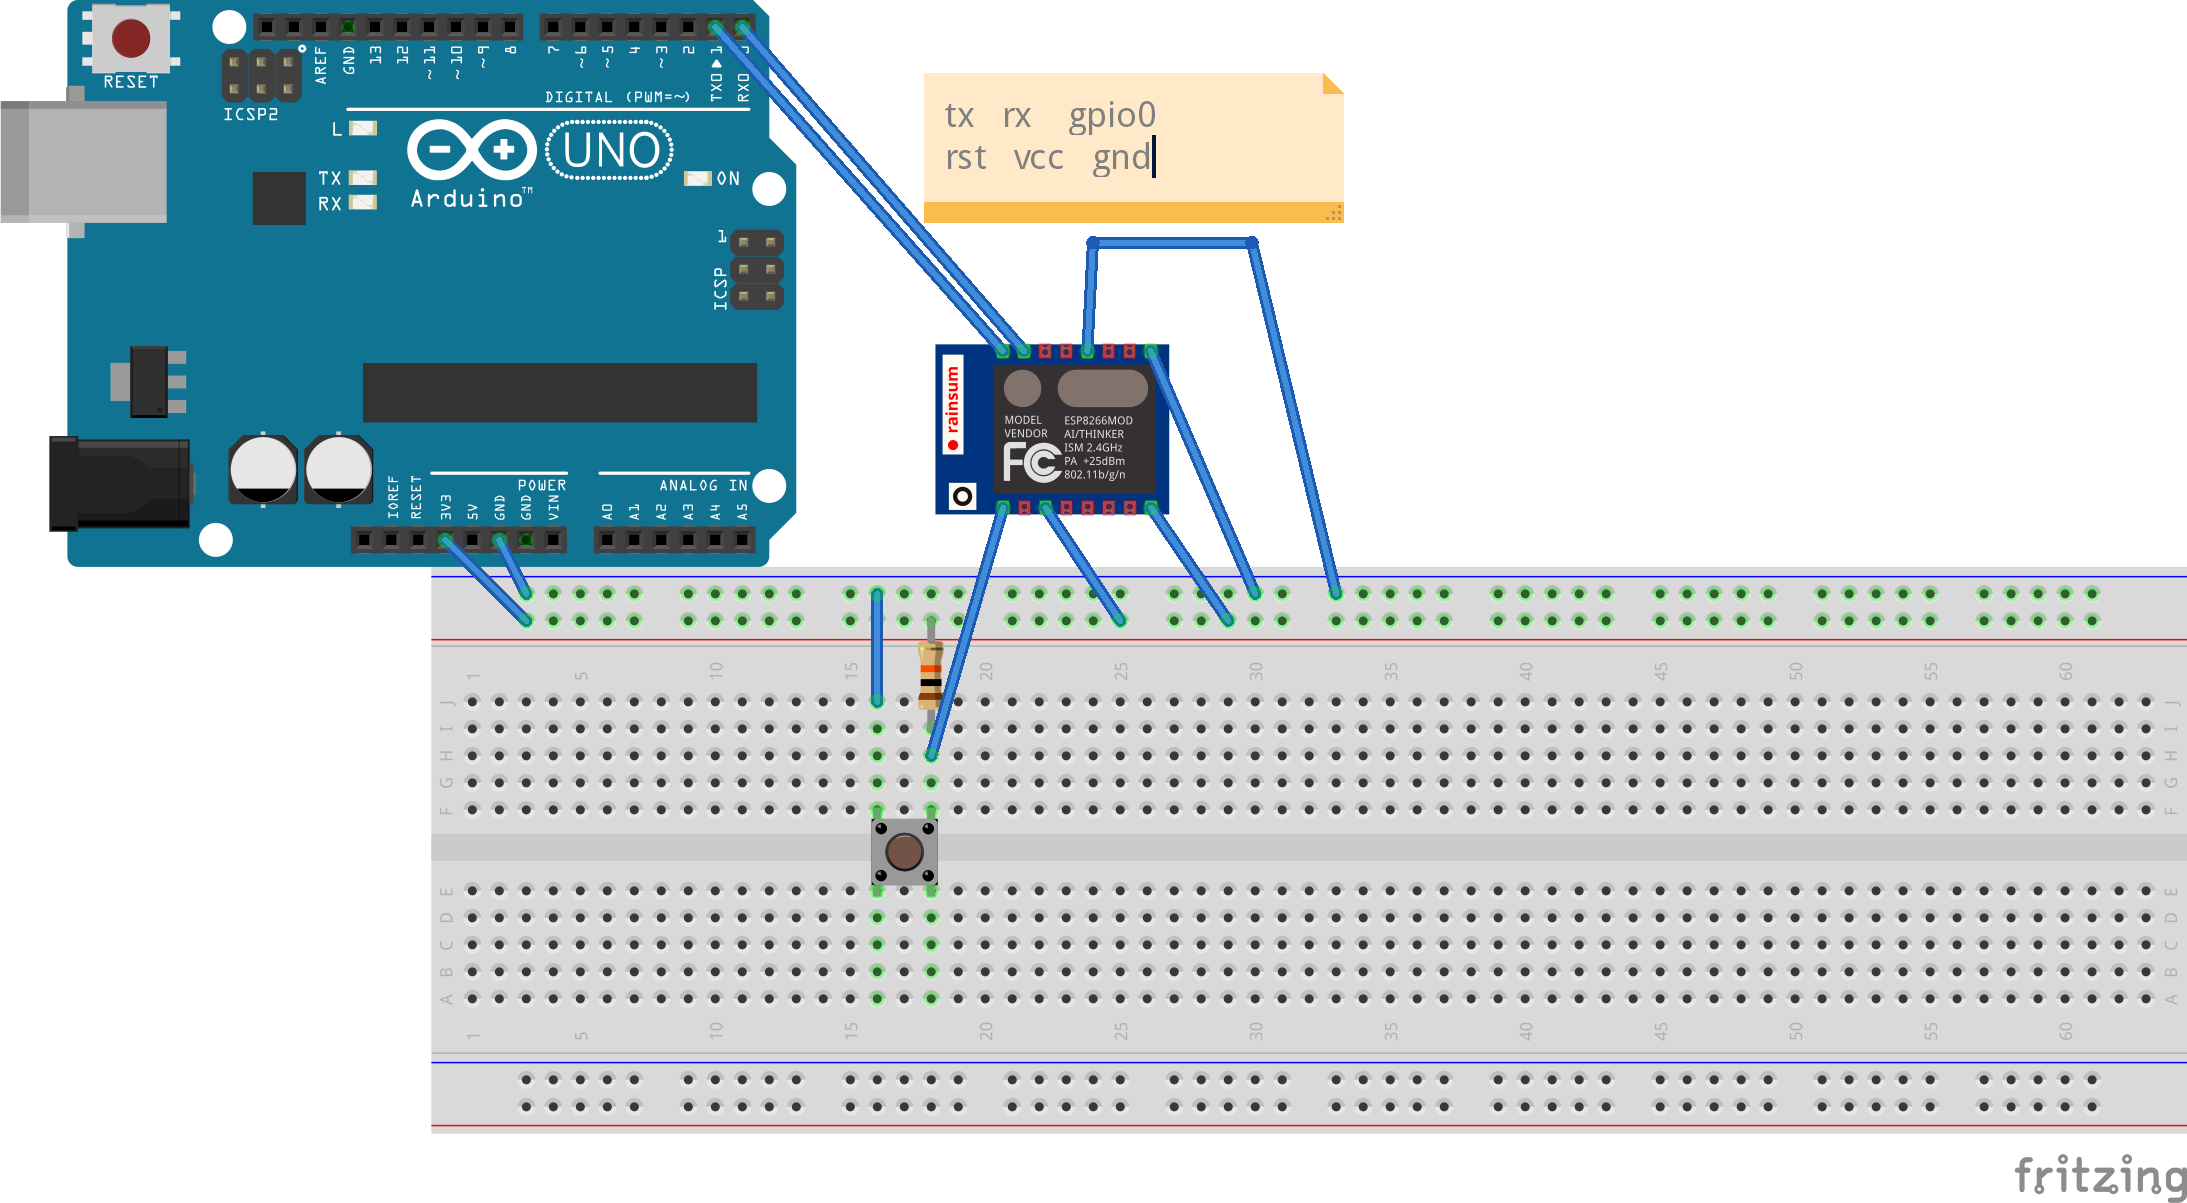 RESET
ICSP2
AREF
GND
13
12
~11
~10
~9
8
7
~6
~5
4
~3
2
TX0▶1
RX0
DIGITAL (PWM=~)
L
TX
RX
UNO
Arduino™
ON
1
ICSP
tx rx gpio0
rst vcc gnd
rainsum
MODEL ESP8266MOD
VENDOR AI/THINKER
ISM 2.4GHz
PA +25dBm
802.11b/g/n
FC
POWER
ANALOG IN
IOREF
RESET
3V3
5V
GND
GND
VIN
A0
A1
A2
A3
A4
A5
1 5 10 15 20 25 30 35 40 45 50 55 60
J J
I I
H H
G G
F F
E E
D D
C C
B B
A A
1 5 10 15 20 25 30 35 40 45 50 55 60
fritzing